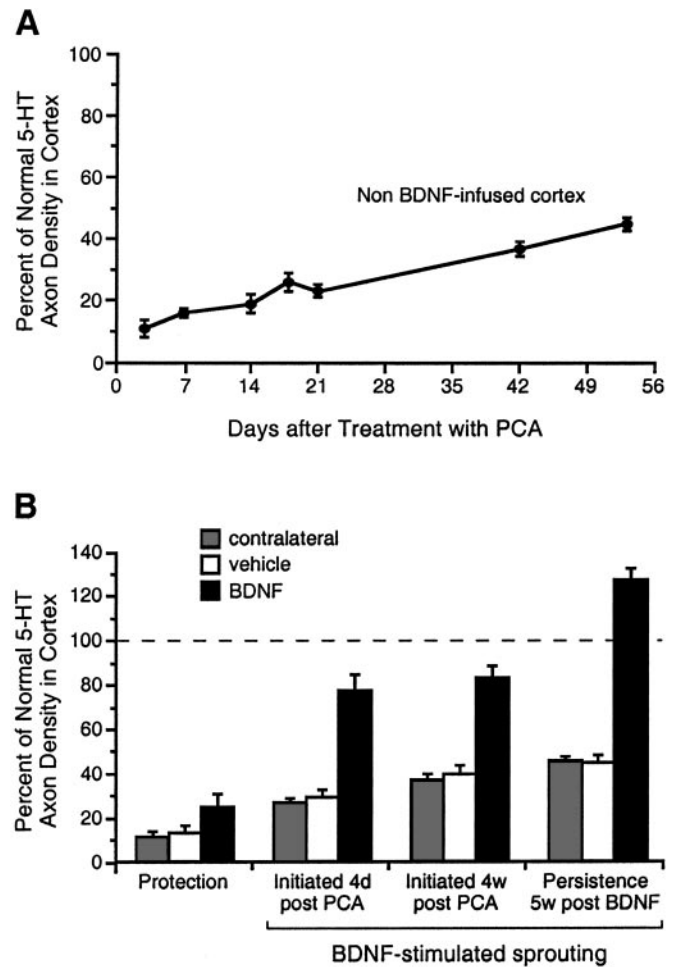 A
Percent of Normal 5-HT
Axon Density in Cortex
100
80
60
40
20
0
Non BDNF-infused cortex
0 7 14 21 28 35 42 49 56
Days after Treatment with PCA
B
contralateral
vehicle
BDNF
Percent of Normal 5-HT
Axon Density in Cortex
140
120
100
80
60
40
20
0
Protection
Initiated 4d
post PCA
Initiated 4w
post PCA
Persistence
5w post BDNF
BDNF-stimulated sprouting